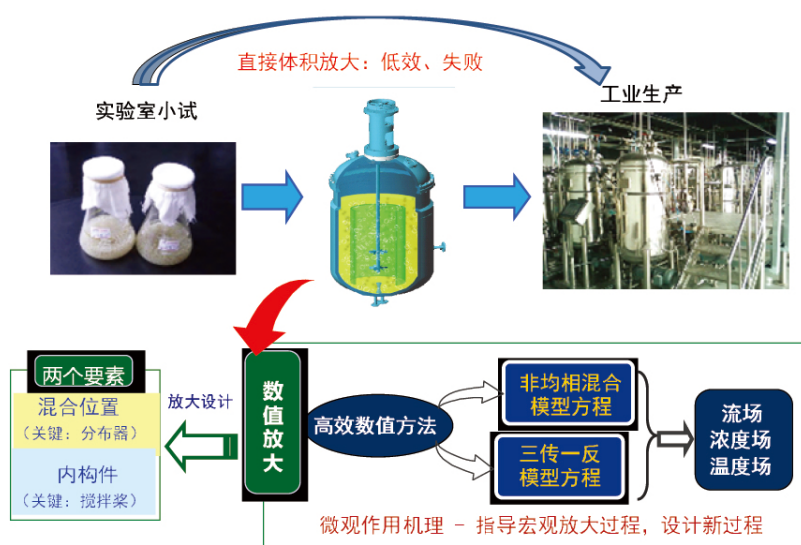 直接体积放大：低效、失败
实验室小试
工业生产
两个要素
混合位置
（关键：分布器）
内构件
（关键：搅拌桨）
放大设计
数值放大
高效数值方法
非均相混合
模型方程
三传一反
模型方程
流场
浓度场
温度场
微观作用机理 - 指导宏观放大过程，设计新过程